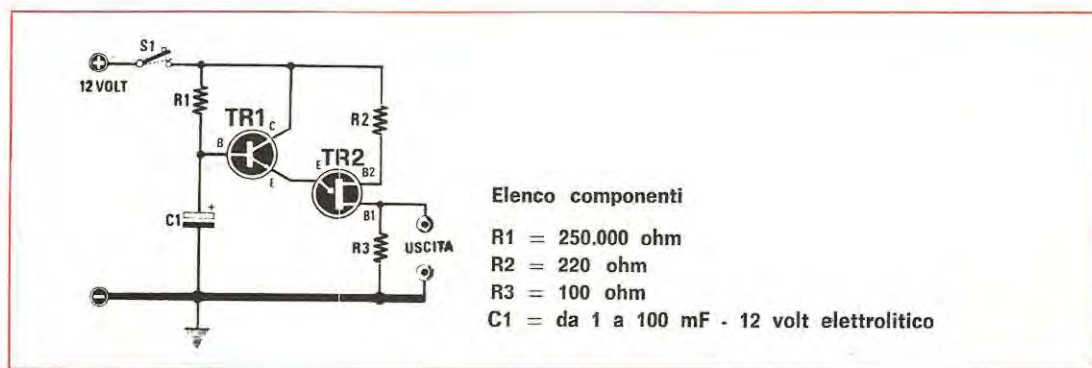 S1
12 VOLT
R1
TR1
B
C
E
R2
TR2
E
B2
B1
C1
+
R3
USCITA
Elenco componenti
R1 = 250.000 ohm
R2 = 220 ohm
R3 = 100 ohm
C1 = da 1 a 100 mF - 12 volt elettrolitico